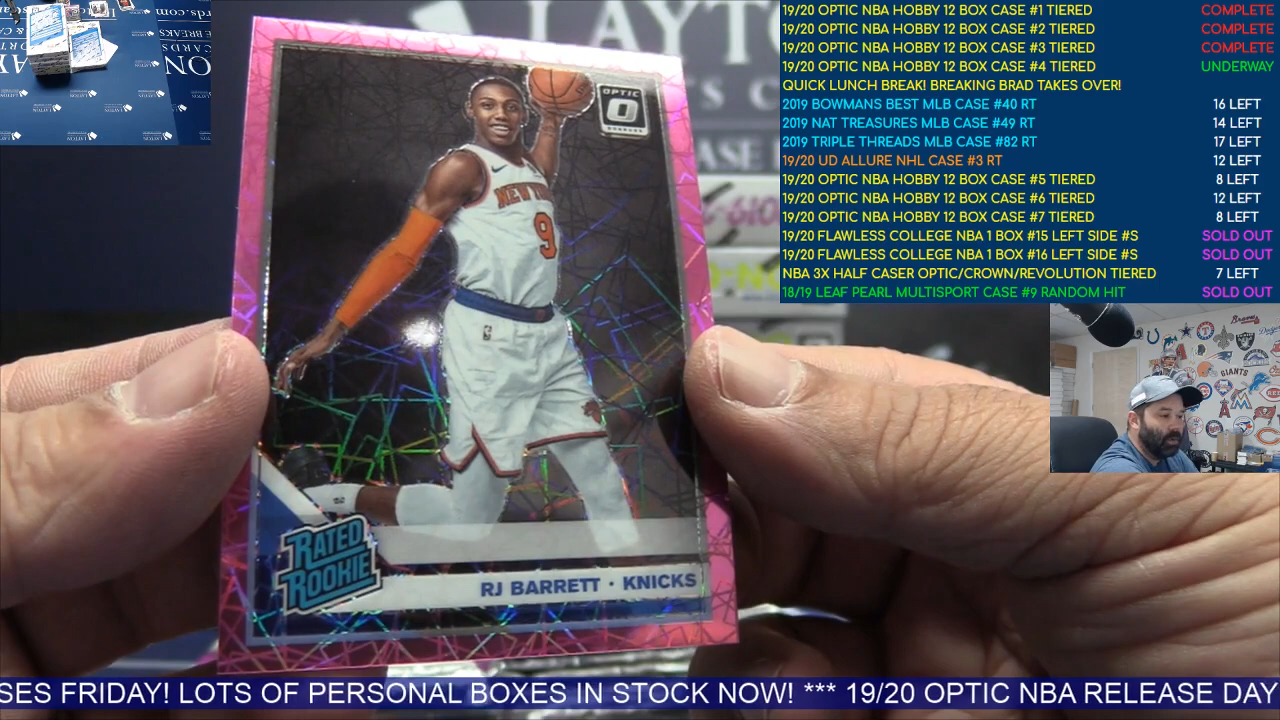 19/20 OPTIC NBA HOBBY 12 BOX CASE #1 TIERED COMPLETE
19/20 OPTIC NBA HOBBY 12 BOX CASE #2 TIERED COMPLETE
19/20 OPTIC NBA HOBBY 12 BOX CASE #3 TIERED COMPLETE
19/20 OPTIC NBA HOBBY 12 BOX CASE #4 TIERED UNDERWAY
QUICK LUNCH BREAK! BREAKING BRAD TAKES OVER!
2019 BOWMANS BEST MLB CASE #40 RT 16 LEFT
2019 NAT TREASURES MLB CASE #49 RT 14 LEFT
2019 TRIPLE THREADS MLB CASE #82 RT 17 LEFT
19/20 UD ALLURE NHL CASE #3 RT 12 LEFT
19/20 OPTIC NBA HOBBY 12 BOX CASE #5 TIERED 8 LEFT
19/20 OPTIC NBA HOBBY 12 BOX CASE #6 TIERED 12 LEFT
19/20 OPTIC NBA HOBBY 12 BOX CASE #7 TIERED 8 LEFT
19/20 FLAWLESS COLLEGE NBA 1 BOX #15 LEFT SIDE #S SOLD OUT
19/20 FLAWLESS COLLEGE NBA 1 BOX #16 LEFT SIDE #S SOLD OUT
NBA 3X HALF CASER OPTIC/CROWN/REVOLUTION TIERED 7 LEFT
18/19 LEAF PEARL MULTISPORT CASE #9 RANDOM HIT SOLD OUT
OPTIC
NEW YORK
9
RATED
ROOKIE
RJ BARRETT · KNICKS
GIANTS
SES FRIDAY! LOTS OF PERSONAL BOXES IN STOCK NOW! *** 19/20 OPTIC NBA RELEASE DAY